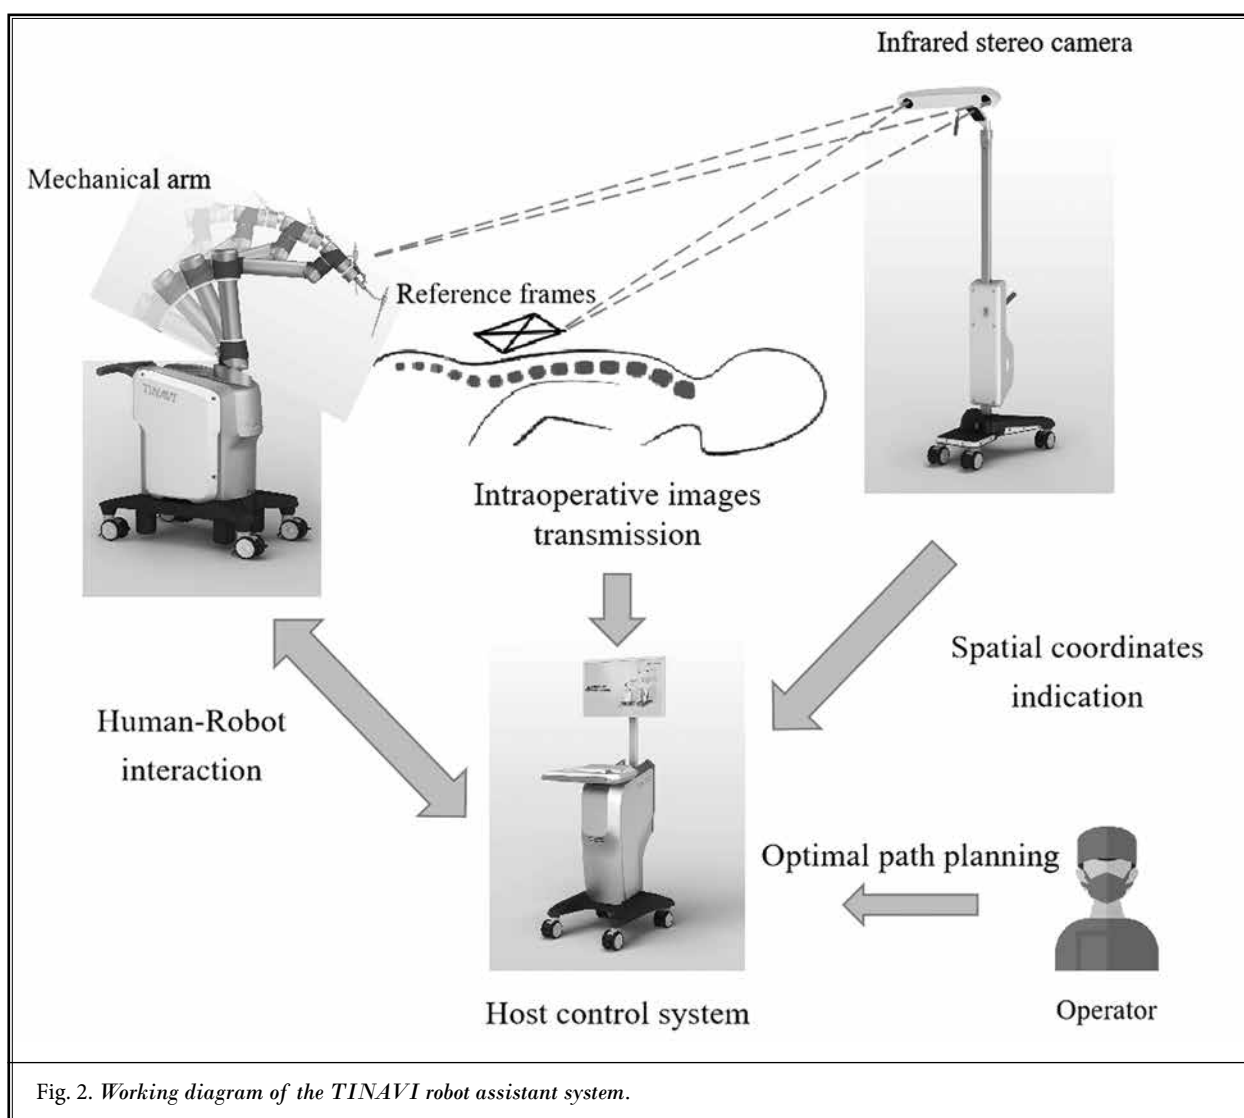 Infrared stereo camera
Mechanical arm
Reference frames
TINAVI
Intraoperative images
transmission
Spatial coordinates
indication
Human-Robot
interaction
Optimal path planning
Host control system
Operator
Fig. 2. Working diagram of the TINAVI robot assistant system.